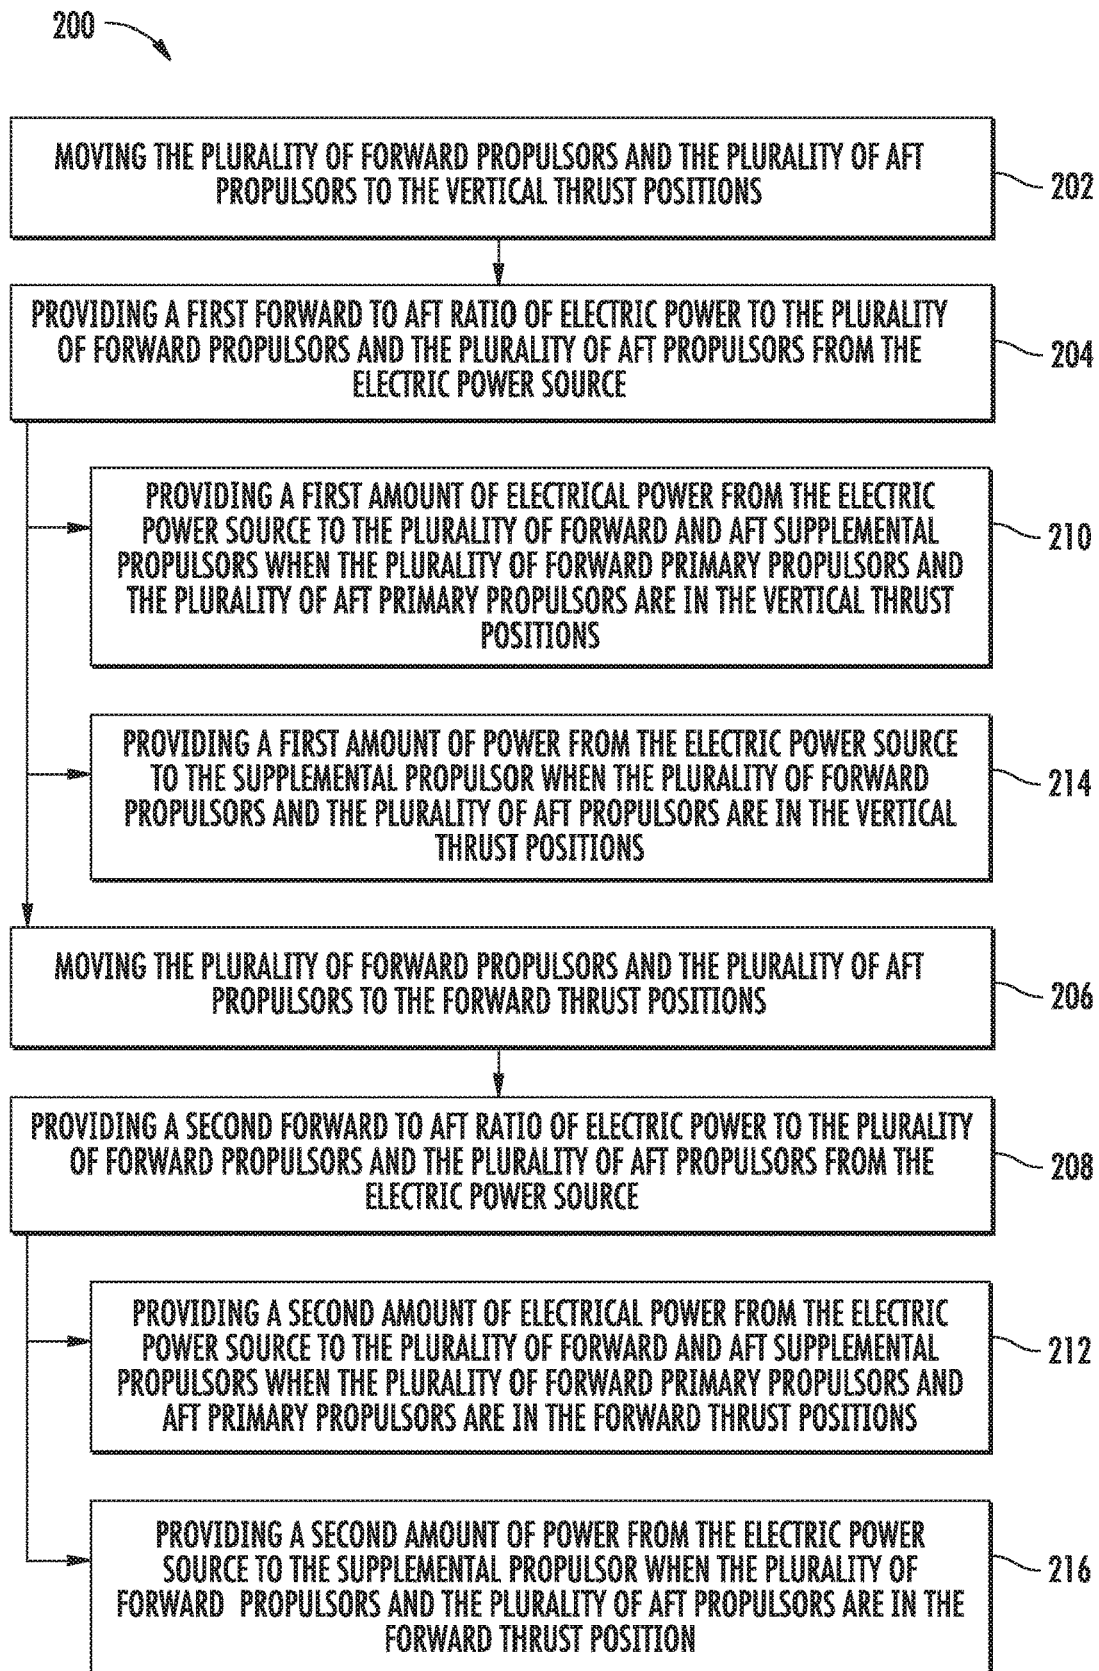 200
MOVING THE PLURALITY OF FORWARD PROPULSORS AND THE PLURALITY OF AFT
PROPULSORS TO THE VERTICAL THRUST POSITIONS
202
PROVIDING A FIRST FORWARD TO AFT RATIO OF ELECTRIC POWER TO THE PLURALITY
OF FORWARD PROPULSORS AND THE PLURALITY OF AFT PROPULSORS FROM THE
ELECTRIC POWER SOURCE
204
PROVIDING A FIRST AMOUNT OF ELECTRICAL POWER FROM THE ELECTRIC
POWER SOURCE TO THE PLURALITY OF FORWARD AND AFT SUPPLEMENTAL
PROPULSORS WHEN THE PLURALITY OF FORWARD PRIMARY PROPULSORS AND
THE PLURALITY OF AFT PRIMARY PROPULSORS ARE IN THE VERTICAL THRUST
POSITIONS
210
PROVIDING A FIRST AMOUNT OF POWER FROM THE ELECTRIC POWER SOURCE
TO THE SUPPLEMENTAL PROPULSOR WHEN THE PLURALITY OF FORWARD
PROPULSORS AND THE PLURALITY OF AFT PROPULSORS ARE IN THE VERTICAL
THRUST POSITIONS
214
MOVING THE PLURALITY OF FORWARD PROPULSORS AND THE PLURALITY OF AFT
PROPULSORS TO THE FORWARD THRUST POSITIONS
206
PROVIDING A SECOND FORWARD TO AFT RATIO OF ELECTRIC POWER TO THE PLURALITY
OF FORWARD PROPULSORS AND THE PLURALITY OF AFT PROPULSORS FROM THE
ELECTRIC POWER SOURCE
208
PROVIDING A SECOND AMOUNT OF ELECTRICAL POWER FROM THE ELECTRIC
POWER SOURCE TO THE PLURALITY OF FORWARD AND AFT SUPPLEMENTAL
PROPULSORS WHEN THE PLURALITY OF FORWARD PRIMARY PROPULSORS AND
AFT PRIMARY PROPULSORS ARE IN THE FORWARD THRUST POSITIONS
212
PROVIDING A SECOND AMOUNT OF POWER FROM THE ELECTRIC POWER
SOURCE TO THE SUPPLEMENTAL PROPULSOR WHEN THE PLURALITY OF
FORWARD PROPULSORS AND THE PLURALITY OF AFT PROPULSORS ARE IN THE
FORWARD THRUST POSITION
216